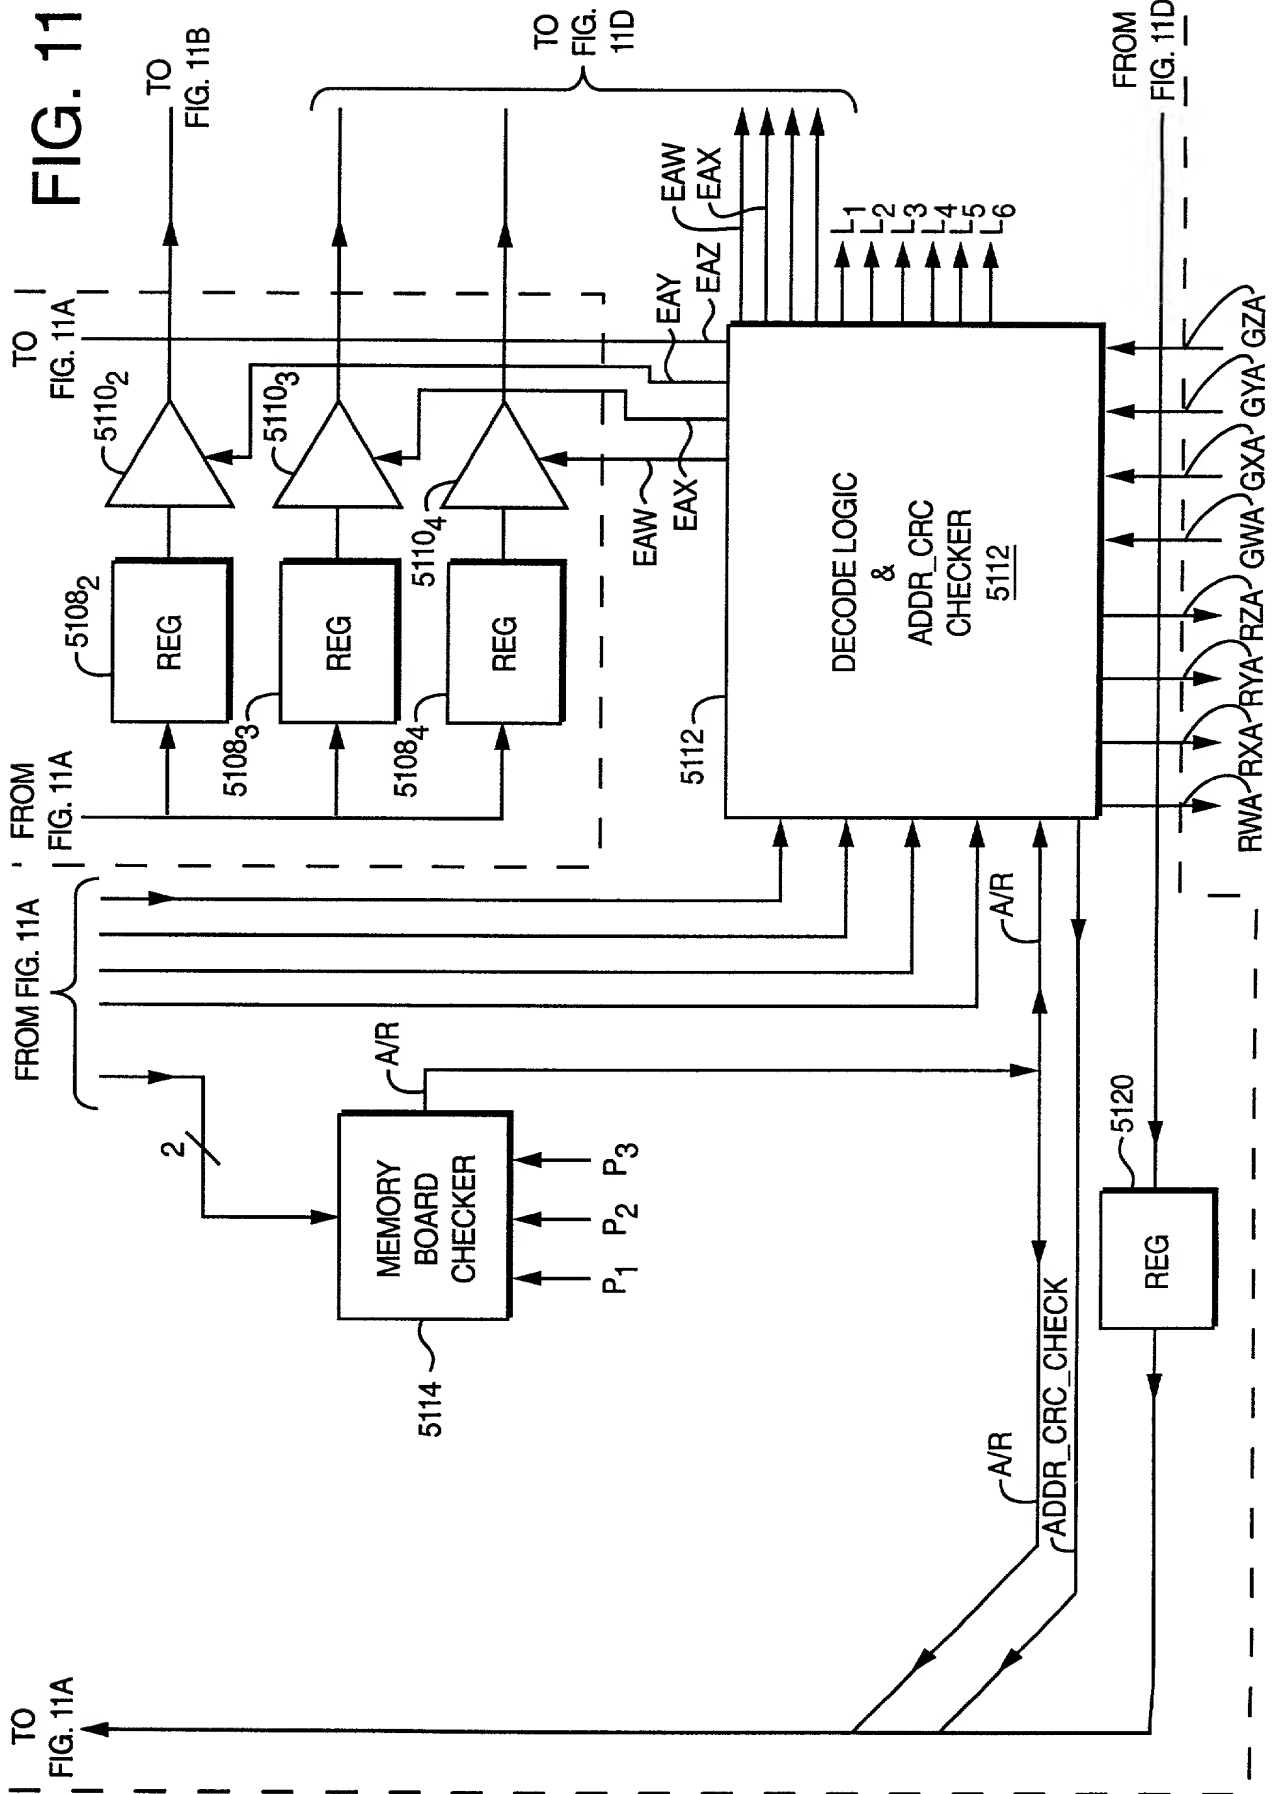 FIG. 11
TO
FIG. 11A
FROM
FIG. 11A
FROM FIG. 11A
TO
FIG. 11A
TO
FIG. 11B
TO
FIG.
11D
FROM
FIG. 11D
5108₂
REG
5110₂
5108₃
REG
5110₃
5108₄
REG
5110₄
EAW
EAX
EAY
EAZ
EAW
EAX
L1
L2
L3
L4
L5
L6
5112
DECODE LOGIC
&
ADDR_CRC
CHECKER
5112
RWA
RXA
RYA
RZA
GWA
GXA
GYA
GZA
2
A/R
MEMORY
BOARD
CHECKER
5114
P1
P2
P3
A/R
A/R
ADDR_CRC_CHECK
5120
REG